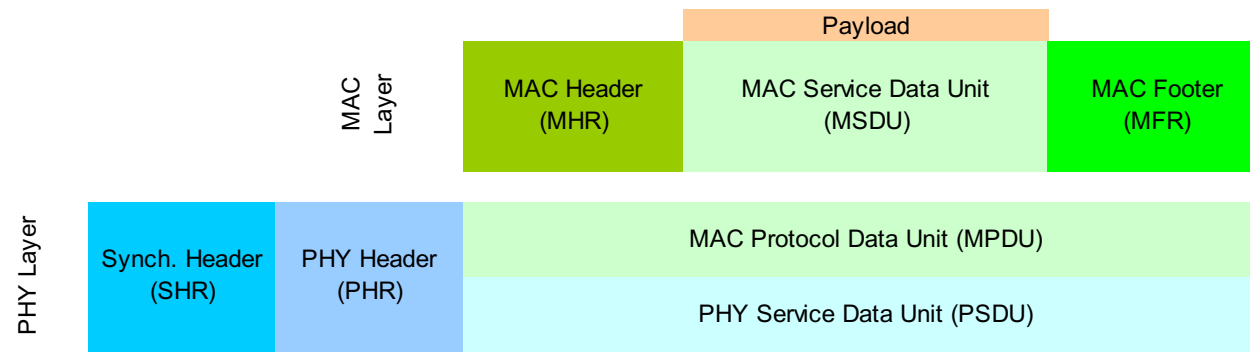 Payload
MAC
Layer
MAC Header
(MHR)
MAC Service Data Unit
(MSDU)
MAC Footer
(MFR)
PHY Layer
Synch. Header
(SHR)
PHY Header
(PHR)
MAC Protocol Data Unit (MPDU)
PHY Service Data Unit (PSDU)